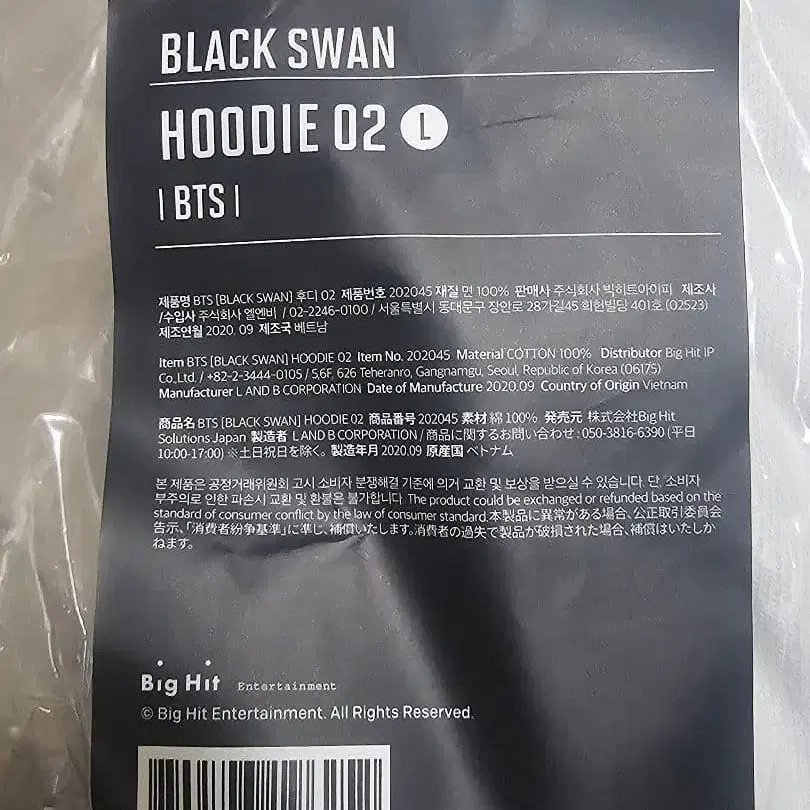 BLACK SWAN
HOODIE 02 L
| BTS |
제품명 BTS [BLACK SWAN] 후디 02 제품번호 202045 재질 면 100% 판매사 주식회사 빅히트아이피 제조사
/수입사 주식회사 엘엔비 / 02-2246-0100 / 서울특별시 동대문구 장안로 28가길45 희헌빌딩 401호 (02523)
제조연월 2020. 09 제조국 베트남
Item BTS [BLACK SWAN] HOODIE 02 Item No. 202045 Material COTTON 100% Distributor Big Hit IP
Co.,Ltd. / +82-2-3444-0105 / 5,6F, 626 Teheranro, Gangnamgu, Seoul, Republic of Korea (06175)
Manufacturer L AND B CORPORATION Date of Manufacture 2020.09 Country of Origin Vietnam
商品名 BTS [BLACK SWAN] HOODIE 02 商品番号 202045 素材 綿 100% 発売元 株式会社Big Hit
Solutions Japan 製造者 L AND B CORPORATION / 商品に関するお問い合わせ : 050-3816-6390 (平日
10:00-17:00) ※土日祝日を除く。 製造年月 2020.09 原産国 ベトナム
본 제품은 공정거래위원회 고시 소비자 분쟁해결 기준에 의거 교환 및 보상을 받으실 수 있습니다. 단, 소비자
부주의로 인한 파손시 교환 및 환불을 불가합니다. The product could be exchanged or refunded based on the
standard of consumer conflict by the law of consumer standard.本製品に異常がある場合、公正取引委員会
告示、「消費者紛争基準」に準じ、補償いたします。消費者の過失で製品が破損された場合、補償はいたしか
ねます。
Big Hit Entertainment
© Big Hit Entertainment. All Rights Reserved.